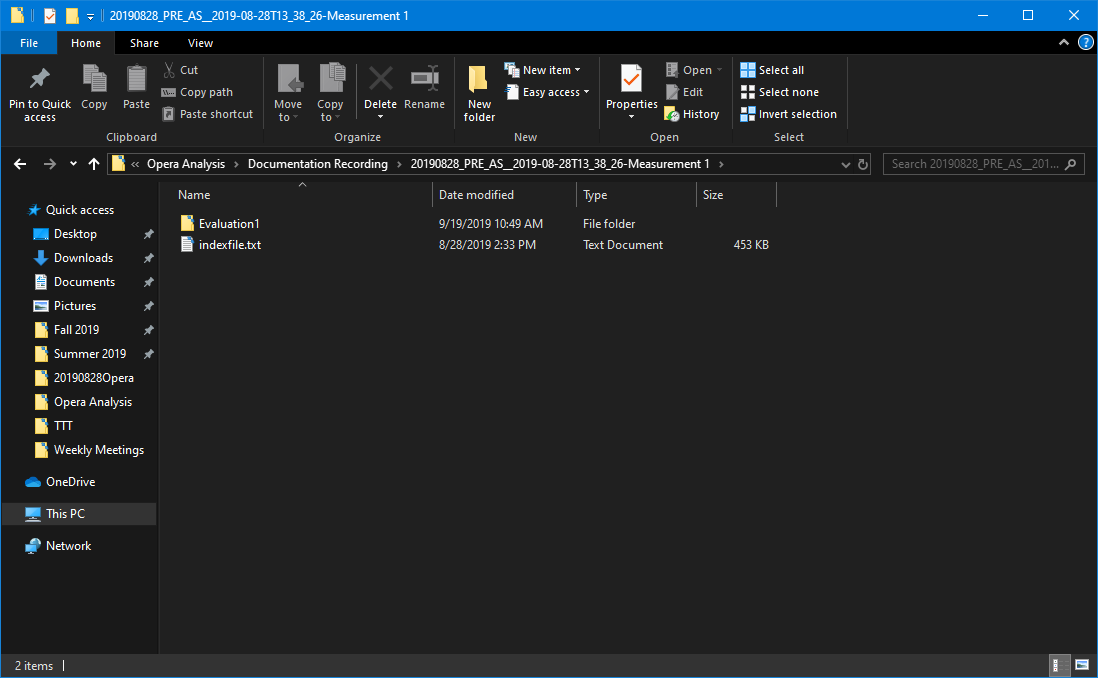 20190828_PRE_AS__2019-08-28T13_38_26-Measurement 1
File Home Share View
Pin to Quick access
Copy
Paste
Cut
Copy path
Paste shortcut
Clipboard
Move to
Copy to
Delete
Rename
Organize
New folder
New item
Easy access
New
Properties
Open
Edit
History
Open
Select all
Select none
Invert selection
Select
« Opera Analysis > Documentation Recording > 20190828_PRE_AS__2019-08-28T13_38_26-Measurement 1 >
Search 20190828_PRE_AS__201...
Name Date modified Type Size
Evaluation1 9/19/2019 10:49 AM File folder
indexfile.txt 8/28/2019 2:33 PM Text Document 453 KB
Quick access
Desktop
Downloads
Documents
Pictures
Fall 2019
Summer 2019
20190828Opera
Opera Analysis
TTT
Weekly Meetings
OneDrive
This PC
Network
2 items